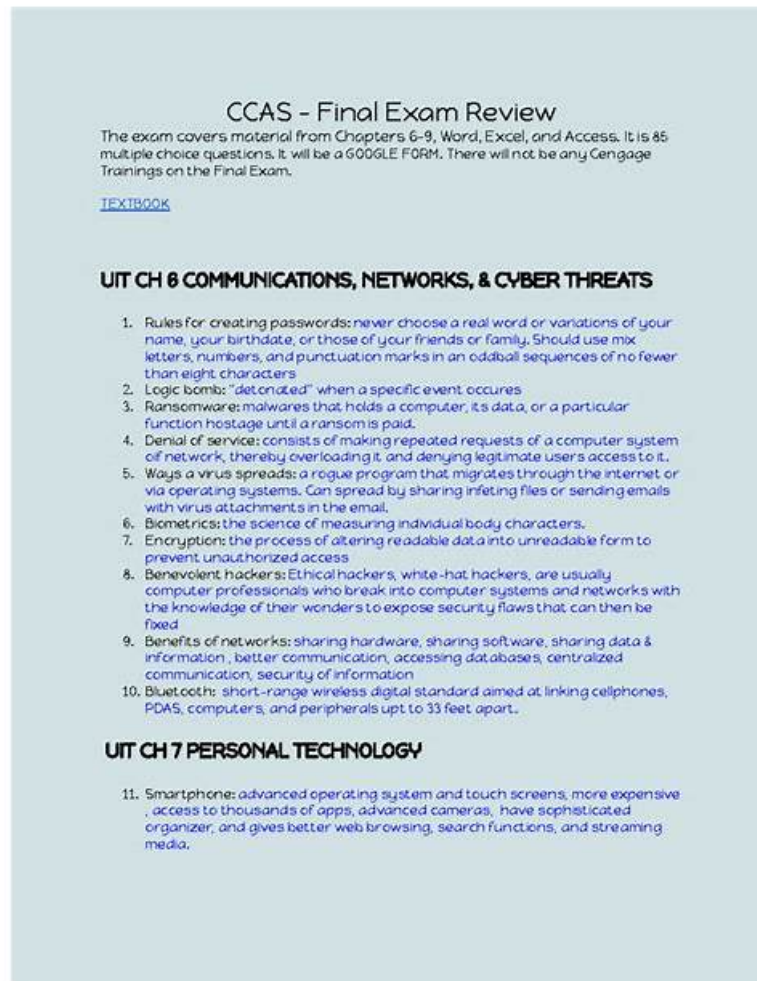 CCAS - Final Exam Review
The exam covers material from Chapters 6-9, Word, Excel, and Access. It is 85
multiple choice questions. It will be a GOOGLE FORM. There will not be any Cengage
Trainings on the Final Exam.
TEXTBOOK
UIT CH 6 COMMUNICATIONS, NETWORKS, & CYBER THREATS
1. Rules for creating passwords: never choose a real word or variations of your
name, your birthdate, or those of your friends or family. Should use mix
letters, numbers, and punctuation marks in an oddball sequences of no fewer
than eight characters
2. Logic bomb: "detonated" when a specific event occures
3. Ransomware: malwares that holds a computer, its data, or a particular
function hostage until a ransom is paid.
4. Denial of service: consists of making repeated requests of a computer system
of network, thereby overloading it and denying legitimate users access to it.
5. Ways a virus spreads: a rogue program that migrates through the internet or
via operating systems. Can spread by sharing infeting files or sending emails
with virus attachments in the email.
6. Biometrics: the science of measuring individual body characters.
7. Encryption: the process of altering readable data into unreadable form to
prevent unauthorized access
8. Benevolent hackers: Ethical hackers, white-hat hackers, are usually
computer professionals who break into computer systems and networks with
the knowledge of their wonders to expose security flaws that can then be
fixed
9. Benefits of networks: sharing hardware, sharing software, sharing data &
information , better communication, accessing databases, centralized
communication, security of information
10. Bluetooth: short-range wireless digital standard aimed at linking cellphones,
PDAS, computers, and peripherals upt to 33 feet apart.
UIT CH 7 PERSONAL TECHNOLOGY
11. Smartphone: advanced operating system and touch screens, more expensive
, access to thousands of apps, advanced cameras, have sophisticated
organizer, and gives better web browsing, search functions, and streaming
media.